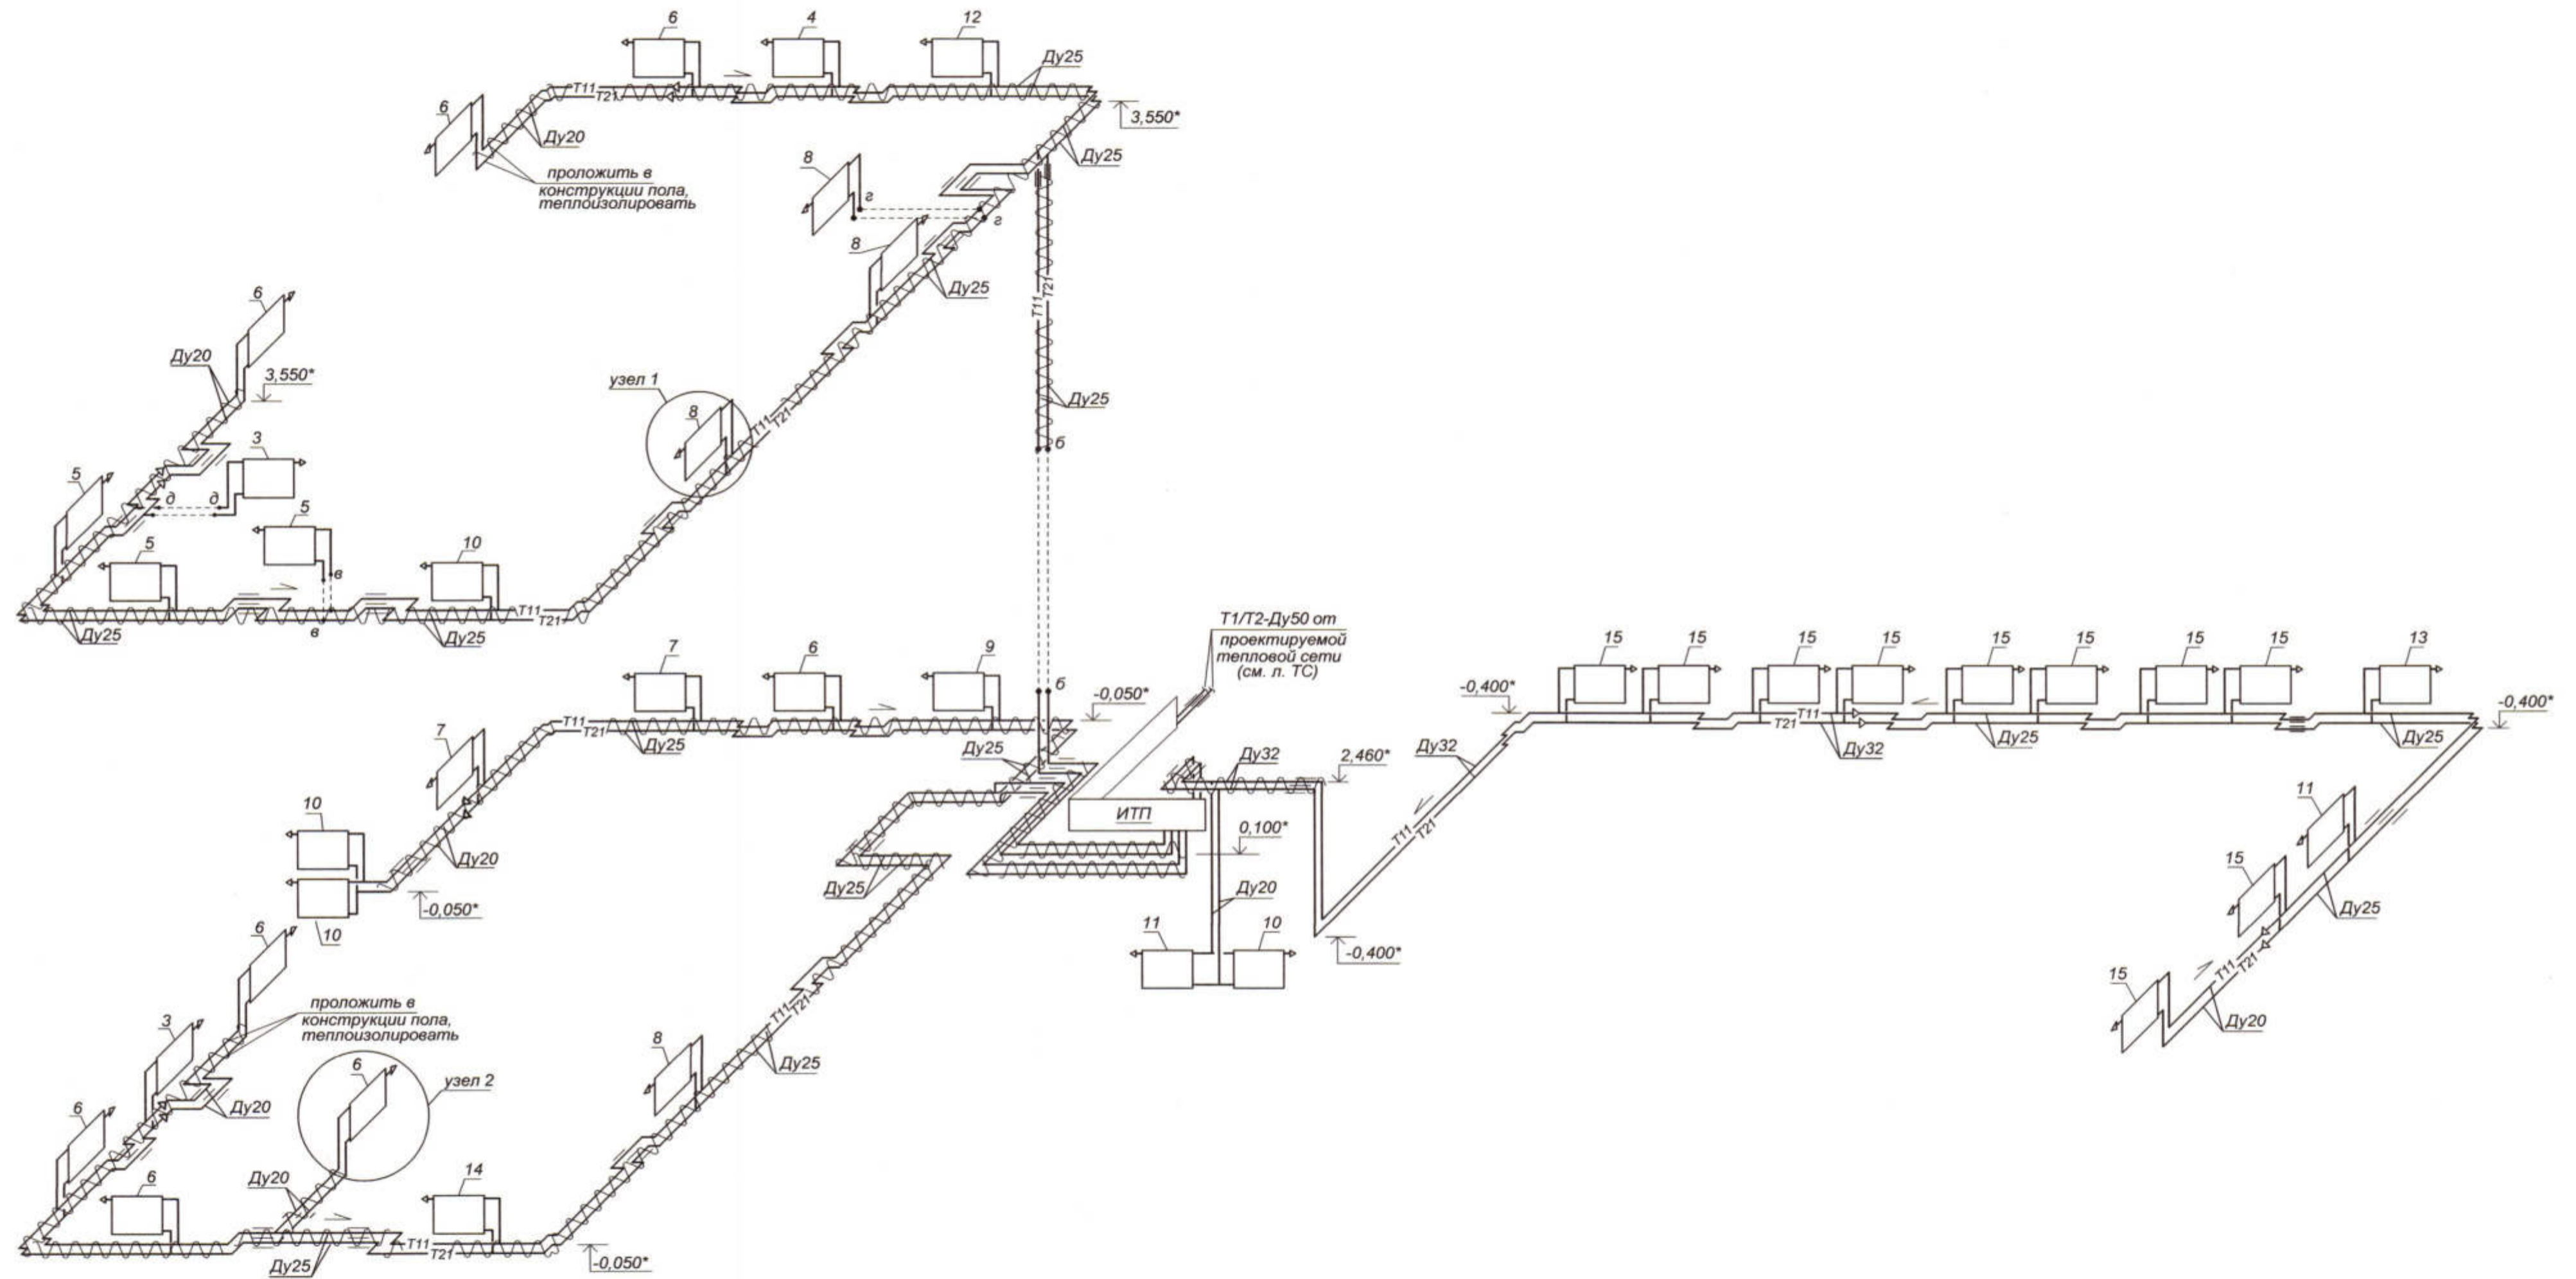 6
4
12
Ду25
Т11
Т21
6
Ду20
3,550*
проложить в
конструкции пола,
теплоизолировать
8
г
г
Ду25
8
Ду25
Т11
Т21
6
Ду20
3,550*
узел 1
8
Т11
Т21
Ду25
б
3
5
д
д
5
в
5
10
Т11
Т21
Ду25
в
Ду25
Т1/Т2-Ду50 от
проектируемой
тепловой сети
(см. л. ТС)
7
6
9
б
-0,050*
Т11
Т21
Ду25
Ду25
7
Ду20
10
10
-0,050*
Ду25
ИТП
Ду32
2,460*
0,100*
Ду20
11
10
-0,400*
Ду32
Т11
Т21
-0,400*
15
15
15
15
15
15
15
15
13
Т11
Т21
Ду32
Ду25
Ду25
-0,400*
11
15
Ду25
15
Т11
Т21
Ду20
6
проложить в
конструкции пола,
теплоизолировать
3
6
Ду20
6
узел 2
Т11
Т21
Ду25
8
6
Ду20
14
Т11
Т21
Ду25
-0,050*